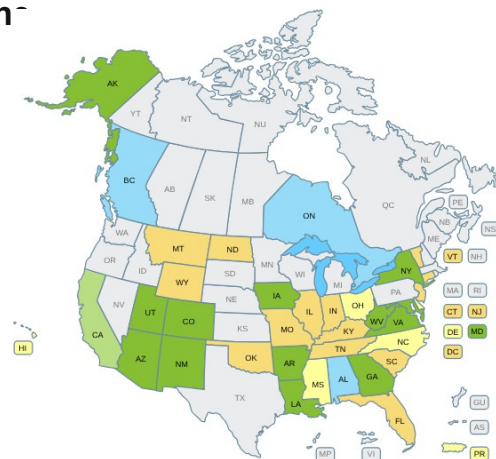 AK
YT
NT
NU
BC
AB
SK
MB
ON
QC
NL
PE
NB
NS
WA
MT
ND
MN
OR
ID
WY
SD
WI
MI
NY
ME
VT
NH
NV
UT
CO
NE
IA
IL
IN
OH
PA
MA
RI
CA
KS
MO
KY
WV
VA
CT
NJ
AZ
NM
OK
AR
TN
NC
DE
MD
HI
TX
LA
MS
AL
GA
SC
DC
FL
GU
AS
MP
VI
PR